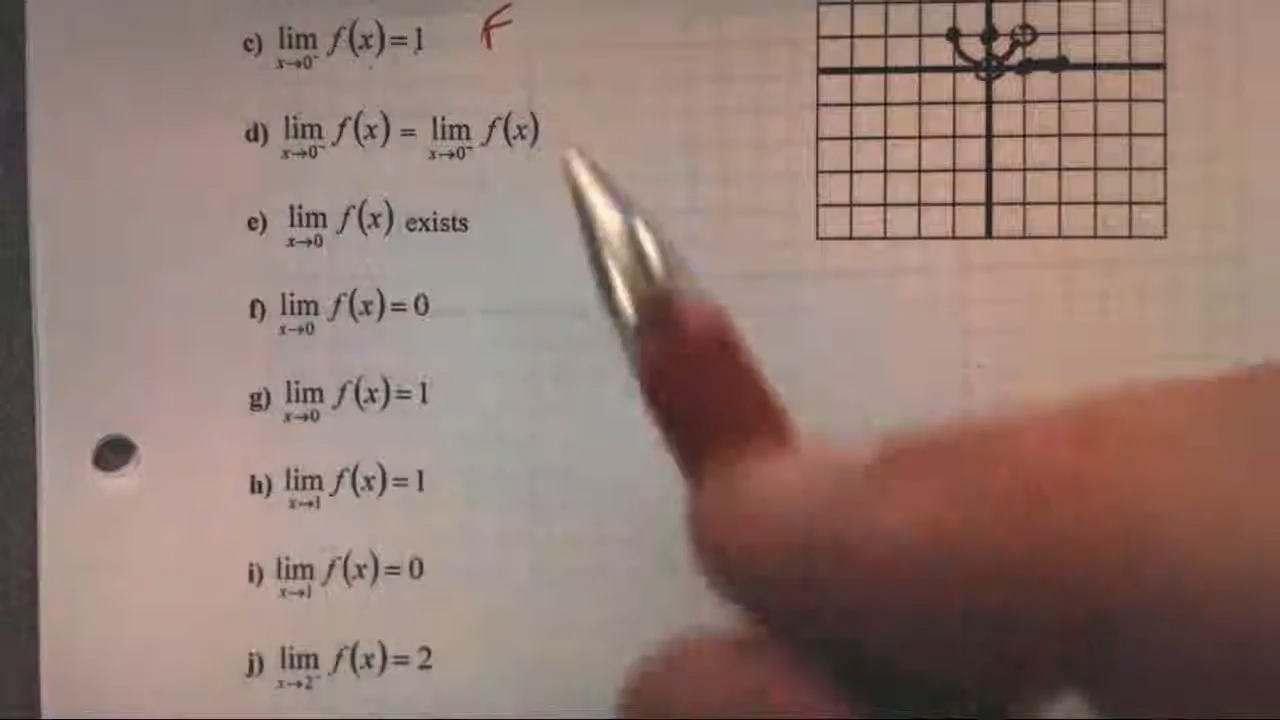 c) lim x→0⁻ f(x) = 1 F
d) lim x→0⁻ f(x) = lim x→0⁻ f(x)
e) lim x→0 f(x) exists
f) lim x→0 f(x) = 0
g) lim x→0 f(x) = 1
h) lim x→1 f(x) = 1
i) lim x→1 f(x) = 0
j) lim x→2⁻ f(x) = 2